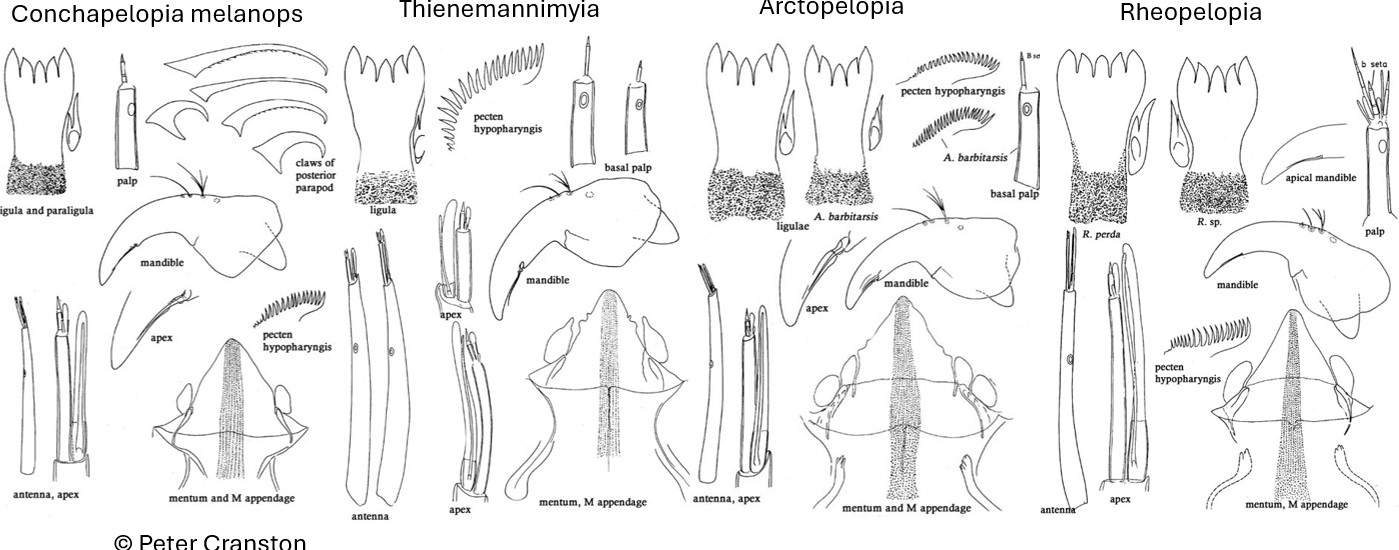 Conchapelopia melanops
igula and paraligula
palp
claws of
posterior
parapod
mandible
apex
pecten
hypopharyngis
antenna, apex
mentum and M appendage
Thienemannimyia
ligula
pecten
hypopharyngis
basal palp
apex
mandible
antenna
apex
mentum, M appendage
Arctopelopia
ligulae
A. barbitarsis
pecten hypopharyngis
A. barbitarsis
B se
basal palp
apex
mandible
antenna, apex
mentum and M appendage
Rheopelopia
R. perda
R. sp.
apical mandible
b seta
palp
mandible
pecten
hypopharyngis
antenna
apex
mentum, M appendage
© Peter Cranston